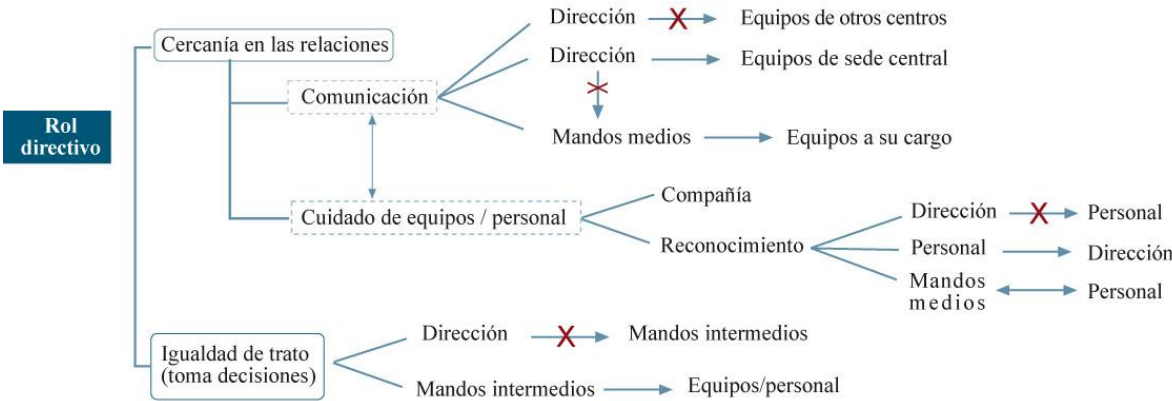 Rol
directivo
Cercanía en las relaciones
Comunicación
Dirección
Equipos de otros centros
Dirección
Equipos de sede central
Mandos medios
Equipos a su cargo
Cuidado de equipos / personal
Compañía
Reconocimiento
Dirección
Personal
Personal
Dirección
Mandos
medios
Personal
Igualdad de trato
(toma decisiones)
Dirección
Mandos intermedios
Mandos intermedios
Equipos/personal